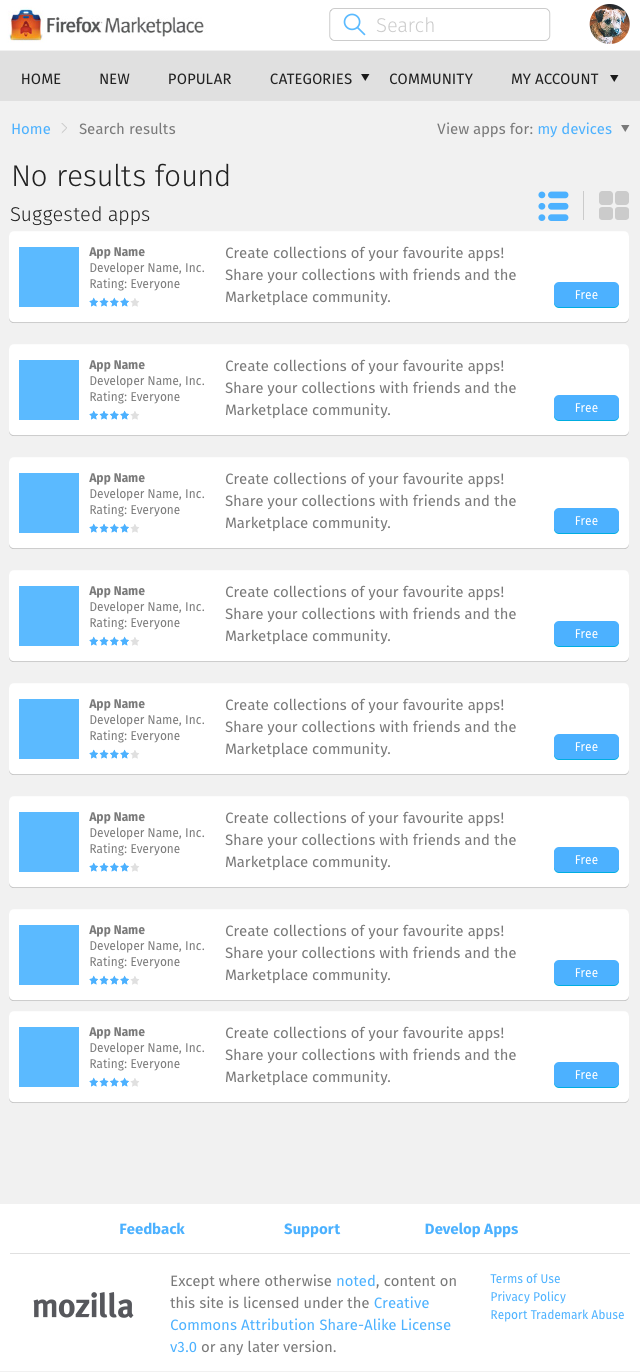 Firefox Marketplace
Search
HOME NEW POPULAR CATEGORIES COMMUNITY MY ACCOUNT
Home Search results
View apps for: my devices
No results found
Suggested apps
App Name
Developer Name, Inc.
Rating: Everyone
Create collections of your favourite apps!
Share your collections with friends and the
Marketplace community.
Free
App Name
Developer Name, Inc.
Rating: Everyone
Create collections of your favourite apps!
Share your collections with friends and the
Marketplace community.
Free
App Name
Developer Name, Inc.
Rating: Everyone
Create collections of your favourite apps!
Share your collections with friends and the
Marketplace community.
Free
App Name
Developer Name, Inc.
Rating: Everyone
Create collections of your favourite apps!
Share your collections with friends and the
Marketplace community.
Free
App Name
Developer Name, Inc.
Rating: Everyone
Create collections of your favourite apps!
Share your collections with friends and the
Marketplace community.
Free
App Name
Developer Name, Inc.
Rating: Everyone
Create collections of your favourite apps!
Share your collections with friends and the
Marketplace community.
Free
App Name
Developer Name, Inc.
Rating: Everyone
Create collections of your favourite apps!
Share your collections with friends and the
Marketplace community.
Free
App Name
Developer Name, Inc.
Rating: Everyone
Create collections of your favourite apps!
Share your collections with friends and the
Marketplace community.
Free
Feedback Support Develop Apps
mozilla
Except where otherwise noted, content on
this site is licensed under the Creative
Commons Attribution Share-Alike License
v3.0 or any later version.
Terms of Use
Privacy Policy
Report Trademark Abuse